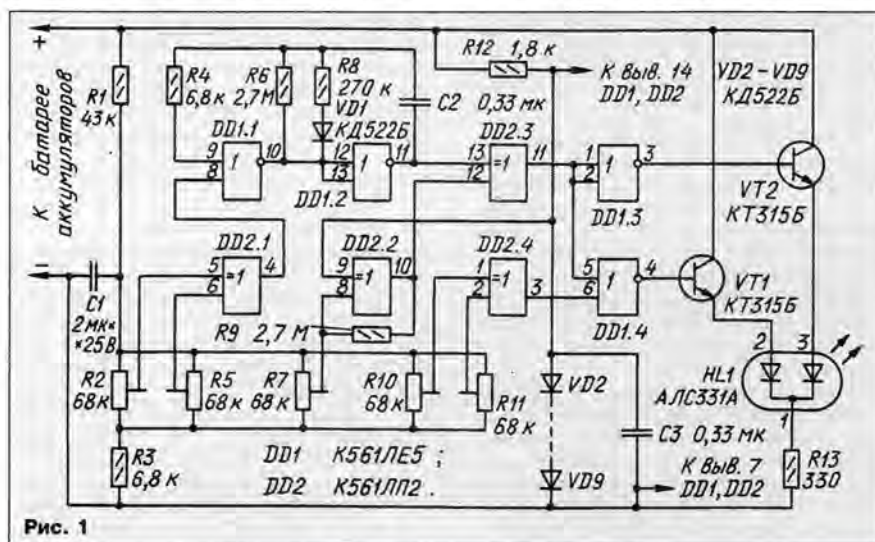 +
R1
43 к
R4
6,8 к
R6
2,7 М
R8
270 к
VD1
КД522Б
C2 0,33 мк
R12 1,8 к
К выв. 14
DD1, DD2
VD2 – VD9
КД522Б
К батарее
аккумуляторов
–
9
8
1
10
DD1.1
12
13
1
11
DD1.2
DD2.3
13
12
=1
11
1
2
1
3
DD1.3
VT2
КТ315Б
DD2.1
5
6
=1
4
DD2.2
9
8
=1
10
DD2.4
1
2
=1
3
5
6
1
4
DD1.4
VT1
КТ315Б
C1
2мк×
×25В
R9 2,7 М
R2
68к
R5
68 к
R7
68 к
R10
68 к
R11
68 к
VD2
VD9
C3 0,33 мк
2
3
1
HL1
АЛС331А
R3
6,8 к
DD1 К561ЛЕ5 ;
DD2 К561ЛП2 .
К выв. 7
DD1, DD2
R13
330
Рис. 1